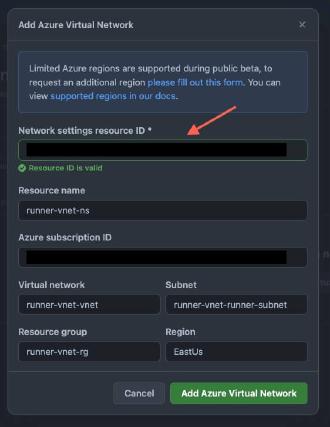 Add Azure Virtual Network
Limited Azure regions are supported during public beta, to
request an additional region please fill out this form. You can
view supported regions in our docs.
Network settings resource ID *
Resource ID is valid
Resource name
runner-vnet-ns
Azure subscription ID
Virtual network
Subnet
runner-vnet-vnet
runner-vnet-runner-subnet
Resource group
Region
runner-vnet-rg
EastUs
Cancel
Add Azure Virtual Network